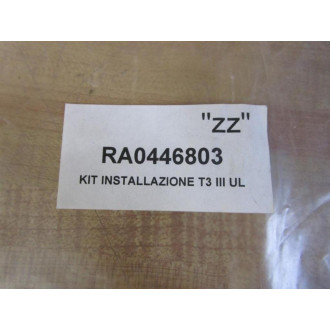 "ZZ"
RA0446803
KIT INSTALLAZIONE T3 III UL